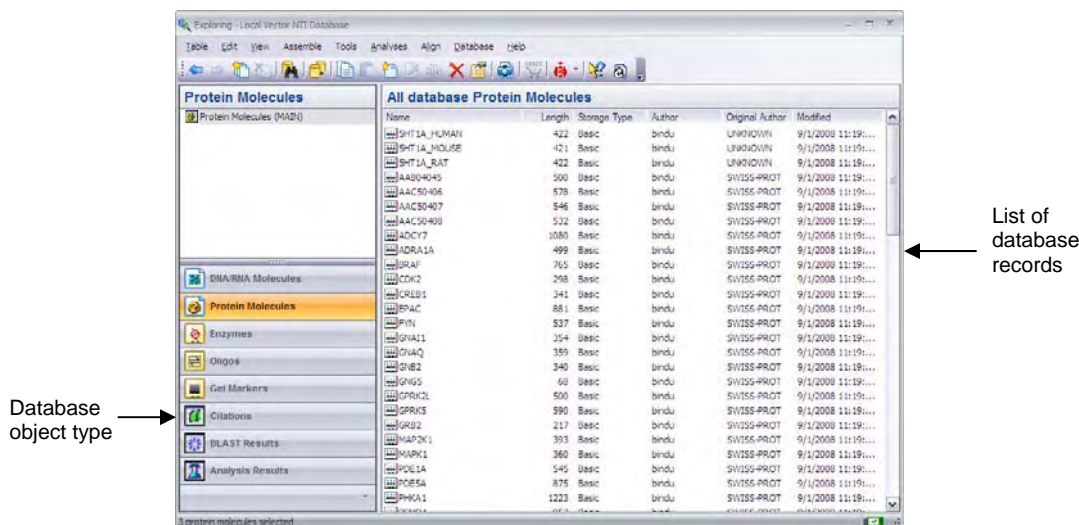 Exploring - Local Vector NTI Database
Table Edit View Assemble Tools Analyses Align Database Help
Protein Molecules
All database Protein Molecules
Protein Molecules (MAIN)
Name Length Storage Type Author Original Author Modified
5HT1A_HUMAN 422 Basic bindu UNKNOWN 9/1/2008 11:19:...
5HT1A_MOUSE 421 Basic bindu UNKNOWN 9/1/2008 11:19:...
5HT1A_RAT 422 Basic bindu UNKNOWN 9/1/2008 11:19:...
AAB04045 500 Basic bindu SWISS-PROT 9/1/2008 11:19:...
AAC50406 578 Basic bindu SWISS-PROT 9/1/2008 11:19:...
AAC50407 546 Basic bindu SWISS-PROT 9/1/2008 11:19:...
AAC50408 532 Basic bindu SWISS-PROT 9/1/2008 11:19:...
ADCY7 1080 Basic bindu SWISS-PROT 9/1/2008 11:19:...
ADRA1A 499 Basic bindu SWISS-PROT 9/1/2008 11:19:...
BRAF 765 Basic bindu SWISS-PROT 9/1/2008 11:19:...
CDK2 298 Basic bindu SWISS-PROT 9/1/2008 11:19:...
CREB1 341 Basic bindu SWISS-PROT 9/1/2008 11:19:...
EPAC 881 Basic bindu SWISS-PROT 9/1/2008 11:19:...
FYN 537 Basic bindu SWISS-PROT 9/1/2008 11:19:...
GNAI1 354 Basic bindu SWISS-PROT 9/1/2008 11:19:...
GNAQ 359 Basic bindu SWISS-PROT 9/1/2008 11:19:...
GNB2 340 Basic bindu SWISS-PROT 9/1/2008 11:19:...
GNG5 68 Basic bindu SWISS-PROT 9/1/2008 11:19:...
GPRK2L 500 Basic bindu SWISS-PROT 9/1/2008 11:19:...
GPRK5 590 Basic bindu SWISS-PROT 9/1/2008 11:19:...
GRB2 217 Basic bindu SWISS-PROT 9/1/2008 11:19:...
MAP2K1 393 Basic bindu SWISS-PROT 9/1/2008 11:19:...
MAPK1 360 Basic bindu SWISS-PROT 9/1/2008 11:19:...
PDE1A 545 Basic bindu SWISS-PROT 9/1/2008 11:19:...
PDE5A 875 Basic bindu SWISS-PROT 9/1/2008 11:19:...
PHKA1 1223 Basic bindu SWISS-PROT 9/1/2008 11:19:...
DNA/RNA Molecules
Protein Molecules
Enzymes
Oligos
Gel Markers
Citations
BLAST Results
Analysis Results
3 protein molecules selected
Database
object type
List of
database
records